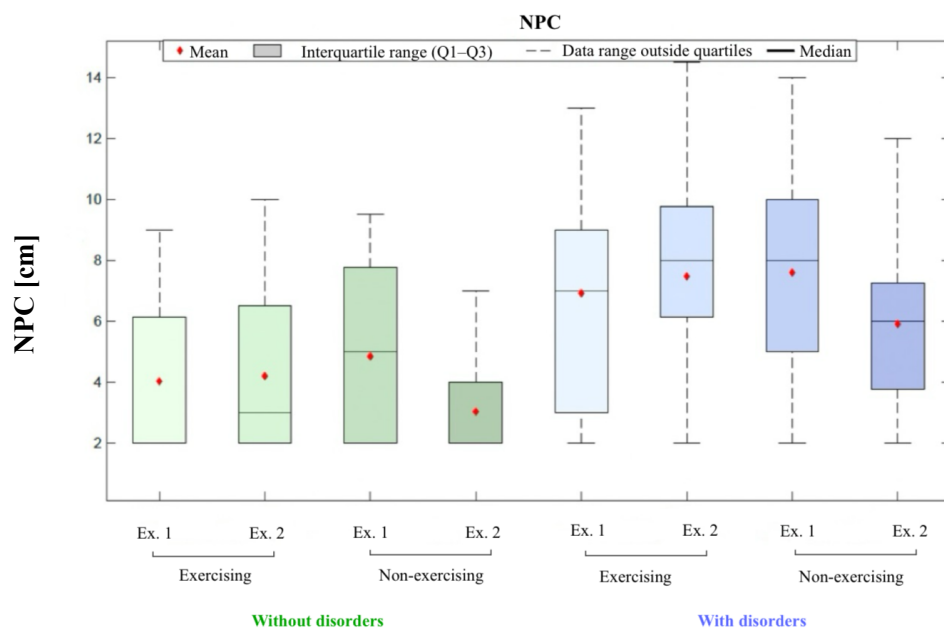 NPC
Mean Interquartile range (Q1–Q3) Data range outside quartiles Median
14
12
10
8
6
4
2
NPC [cm]
Ex. 1 Ex. 2 Ex. 1 Ex. 2 Ex. 1 Ex. 2 Ex. 1 Ex. 2
Exercising Non-exercising Exercising Non-exercising
Without disorders With disorders